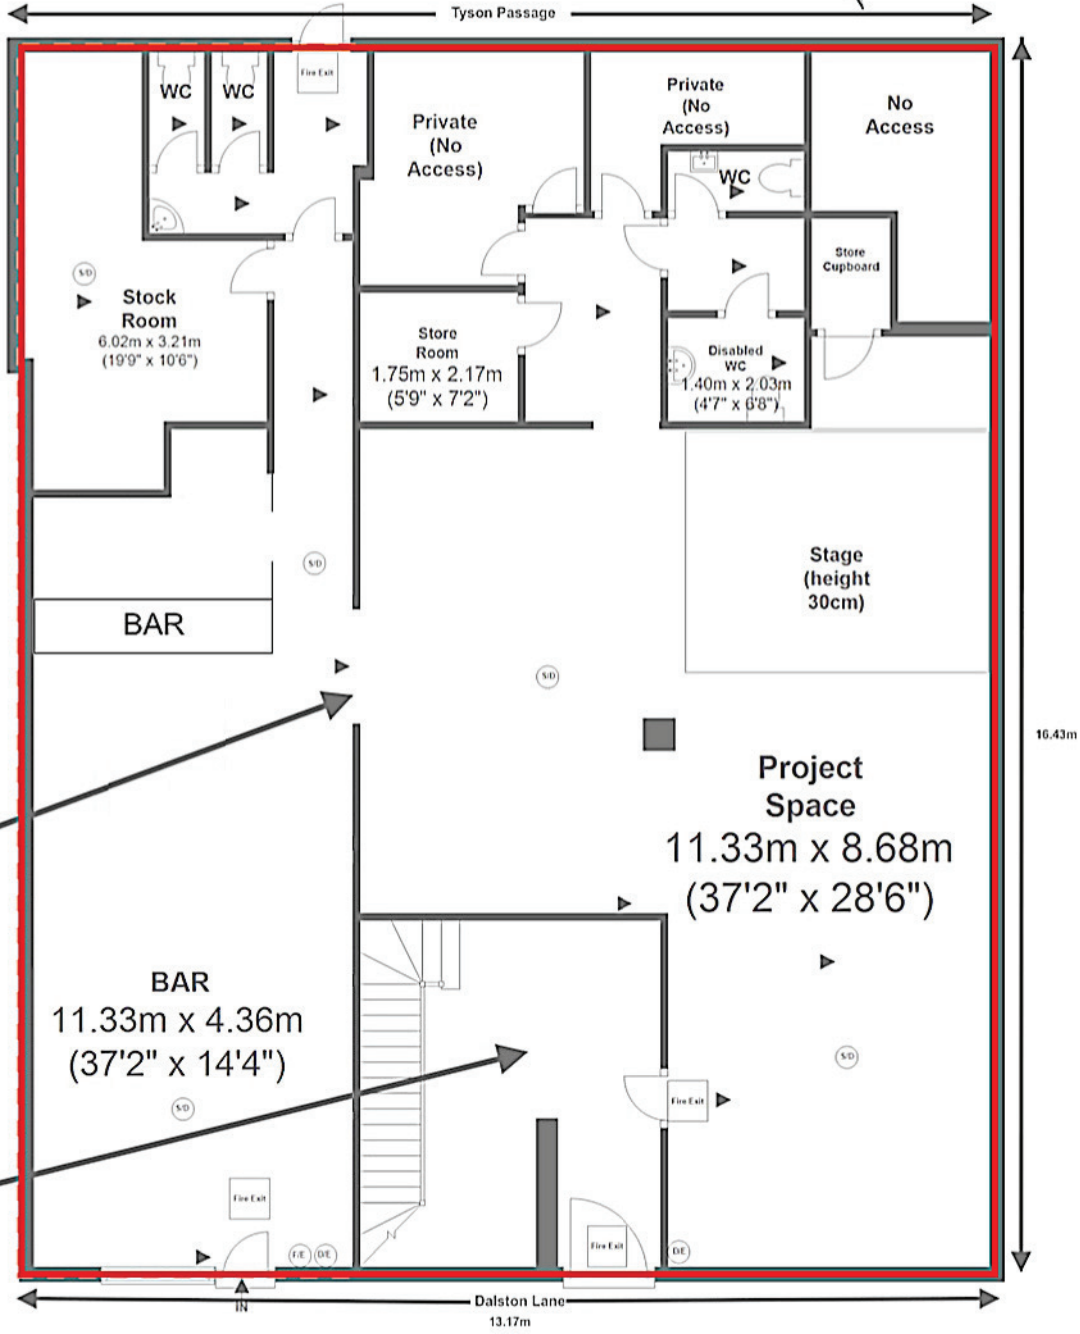 Tyson Passage
Fire Exit
WC
WC
Private
(No
Access)
Private
(No
Access)
No
Access
WC
Store
Cupboard
S/D
Stock
Room
6.02m x 3.21m
(19'9" x 10'6")
Store
Room
1.75m x 2.17m
(5'9" x 7'2")
Disabled
WC
1.40m x 2.03m
(4'7" x 6'8")
S/D
Stage
(height
30cm)
BAR
S/D
16.43m
Project
Space
11.33m x 8.68m
(37'2" x 28'6")
BAR
11.33m x 4.36m
(37'2" x 14'4")
S/D
S/D
Fire Exit
Fire Exit
F/E
D/E
Fire Exit
D/E
IN
Dalston Lane
13.17m